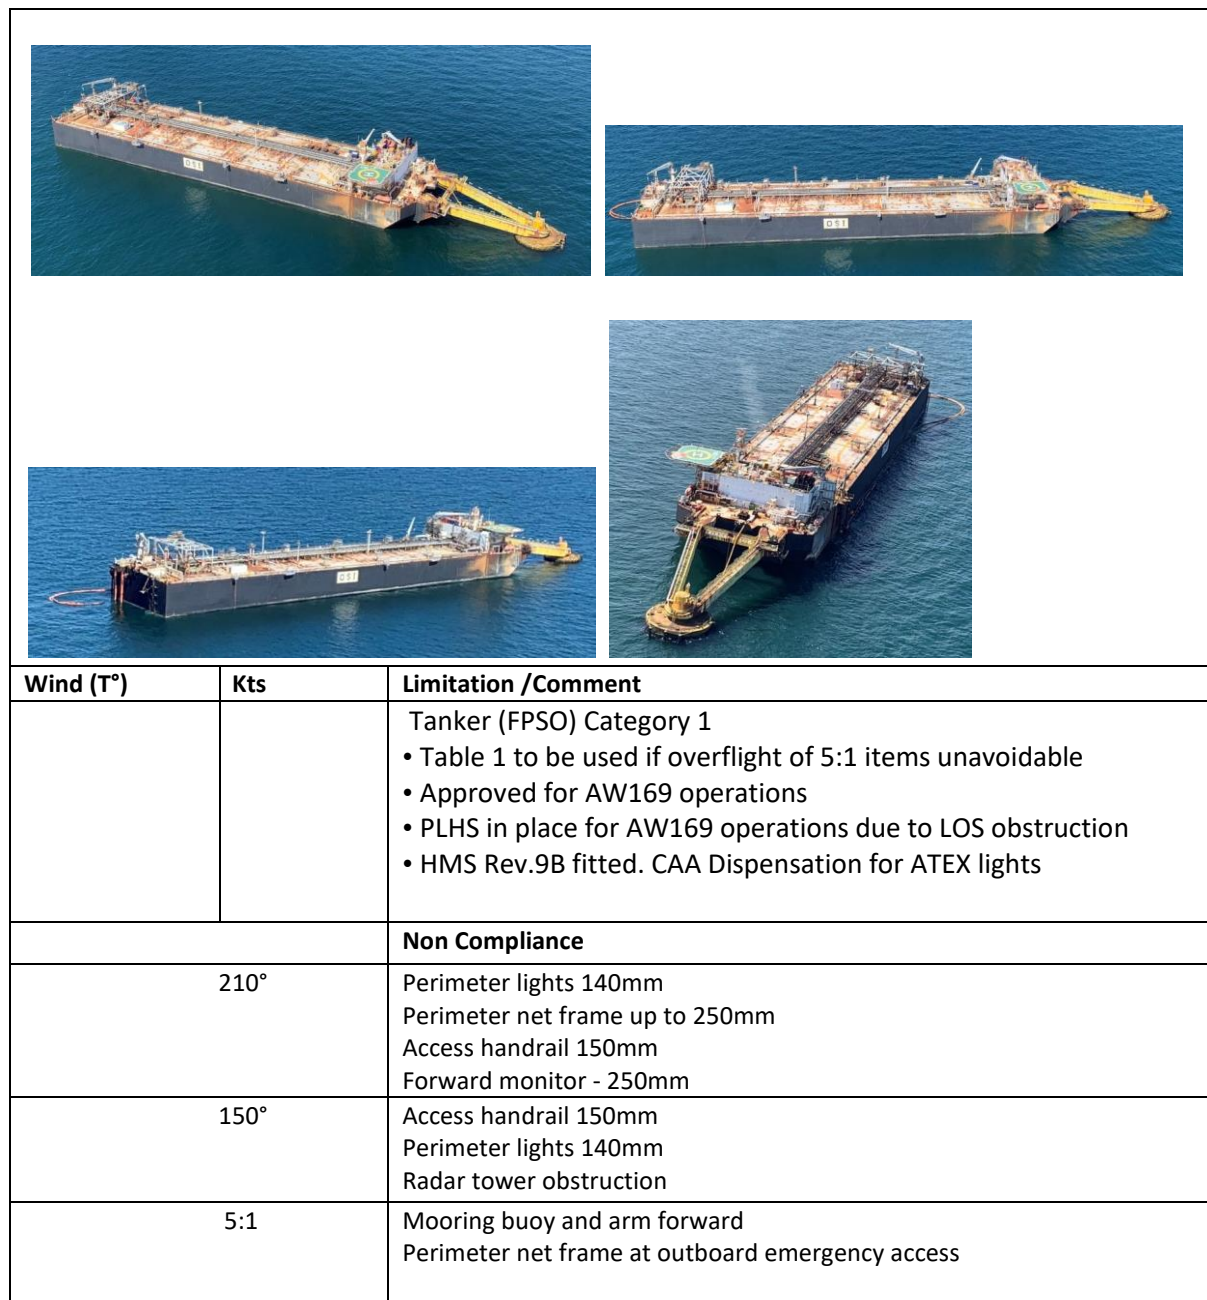 OSI
OSI
OSI
Wind (T°) Kts Limitation /Comment
Tanker (FPSO) Category 1
• Table 1 to be used if overflight of 5:1 items unavoidable
• Approved for AW169 operations
• PLHS in place for AW169 operations due to LOS obstruction
• HMS Rev.9B fitted. CAA Dispensation for ATEX lights
Non Compliance
210° Perimeter lights 140mm
Perimeter net frame up to 250mm
Access handrail 150mm
Forward monitor - 250mm
150° Access handrail 150mm
Perimeter lights 140mm
Radar tower obstruction
5:1 Mooring buoy and arm forward
Perimeter net frame at outboard emergency access